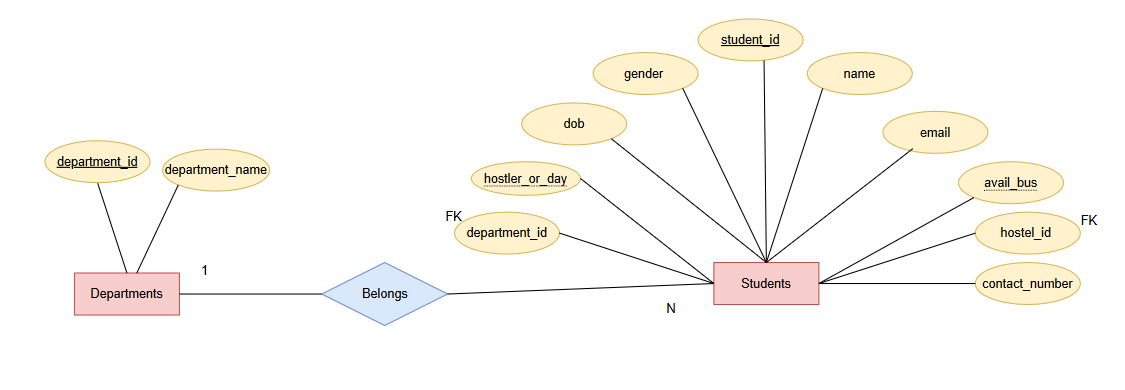 student_id
gender
name
dob
email
department_id
department_name
hostler_or_day
avail_bus
FK
department_id
hostel_id
FK
1
Departments
Belongs
Students
contact_number
N